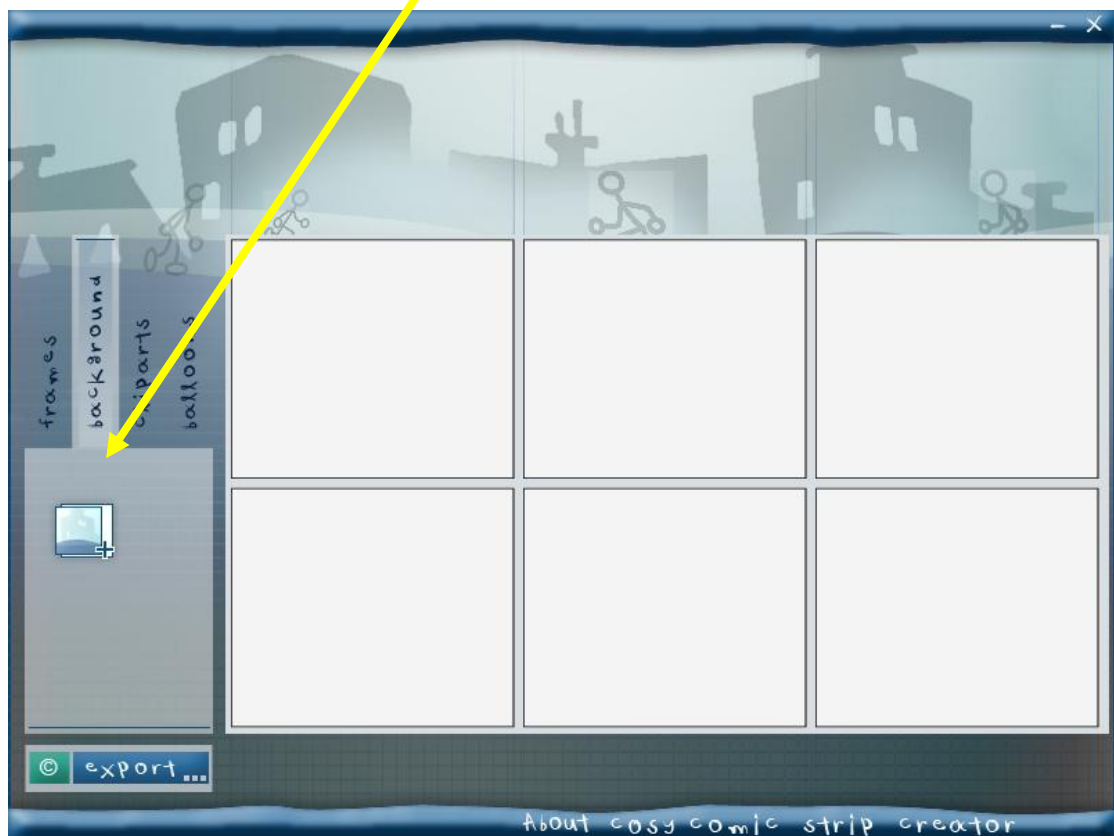 frames
background
cliparts
balloons
© export...
About cosy comic strip creator